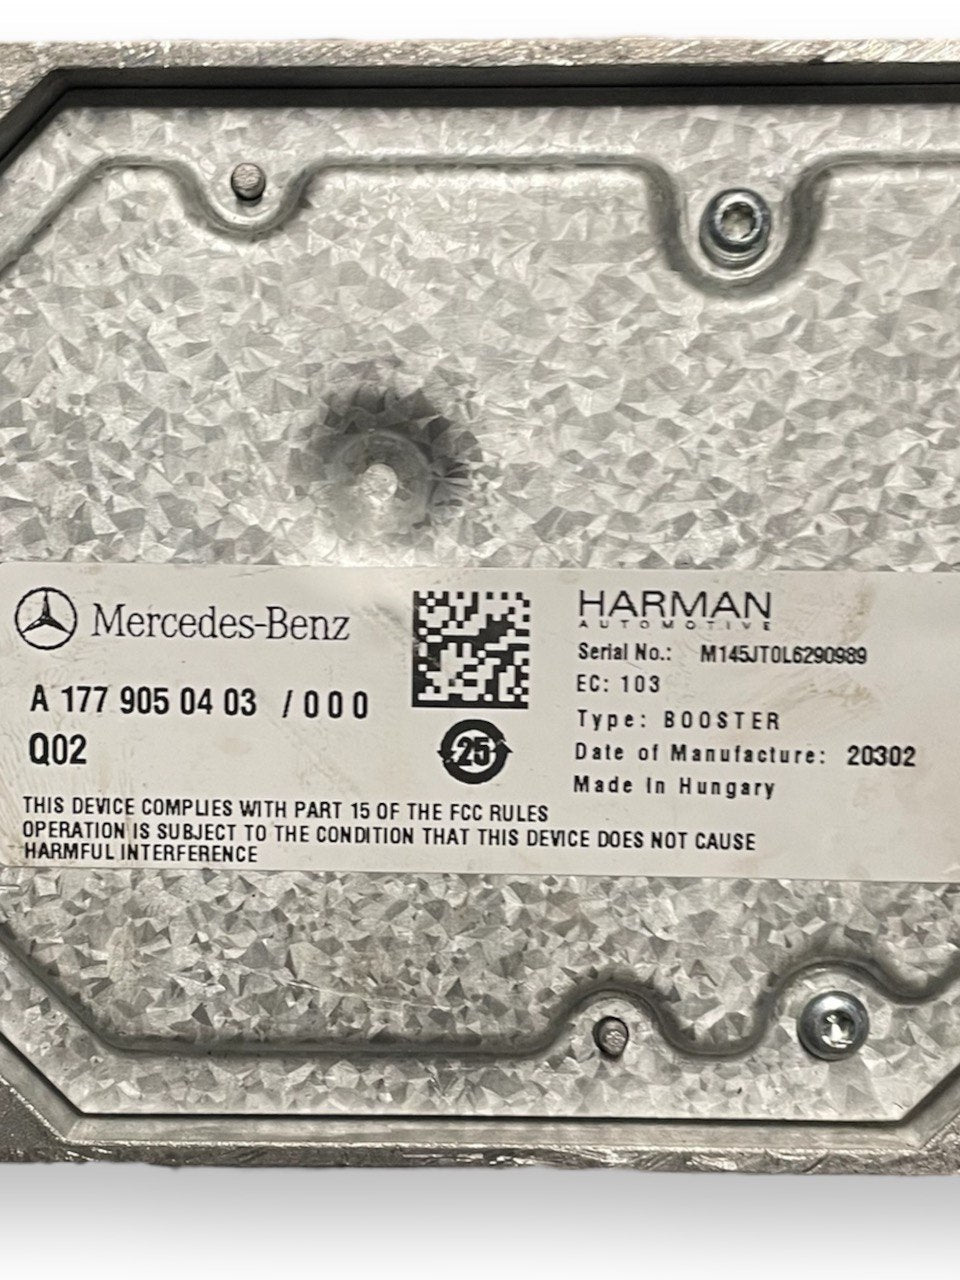 Mercedes-Benz
A 177 905 04 03 / 000
Q02
25
HARMAN
AUTOMOTIVE
Serial No.: M145JT0L6290989
EC: 103
Type: BOOSTER
Date of Manufacture: 20302
Made In Hungary
THIS DEVICE COMPLIES WITH PART 15 OF THE FCC RULES
OPERATION IS SUBJECT TO THE CONDITION THAT THIS DEVICE DOES NOT CAUSE
HARMFUL INTERFERENCE